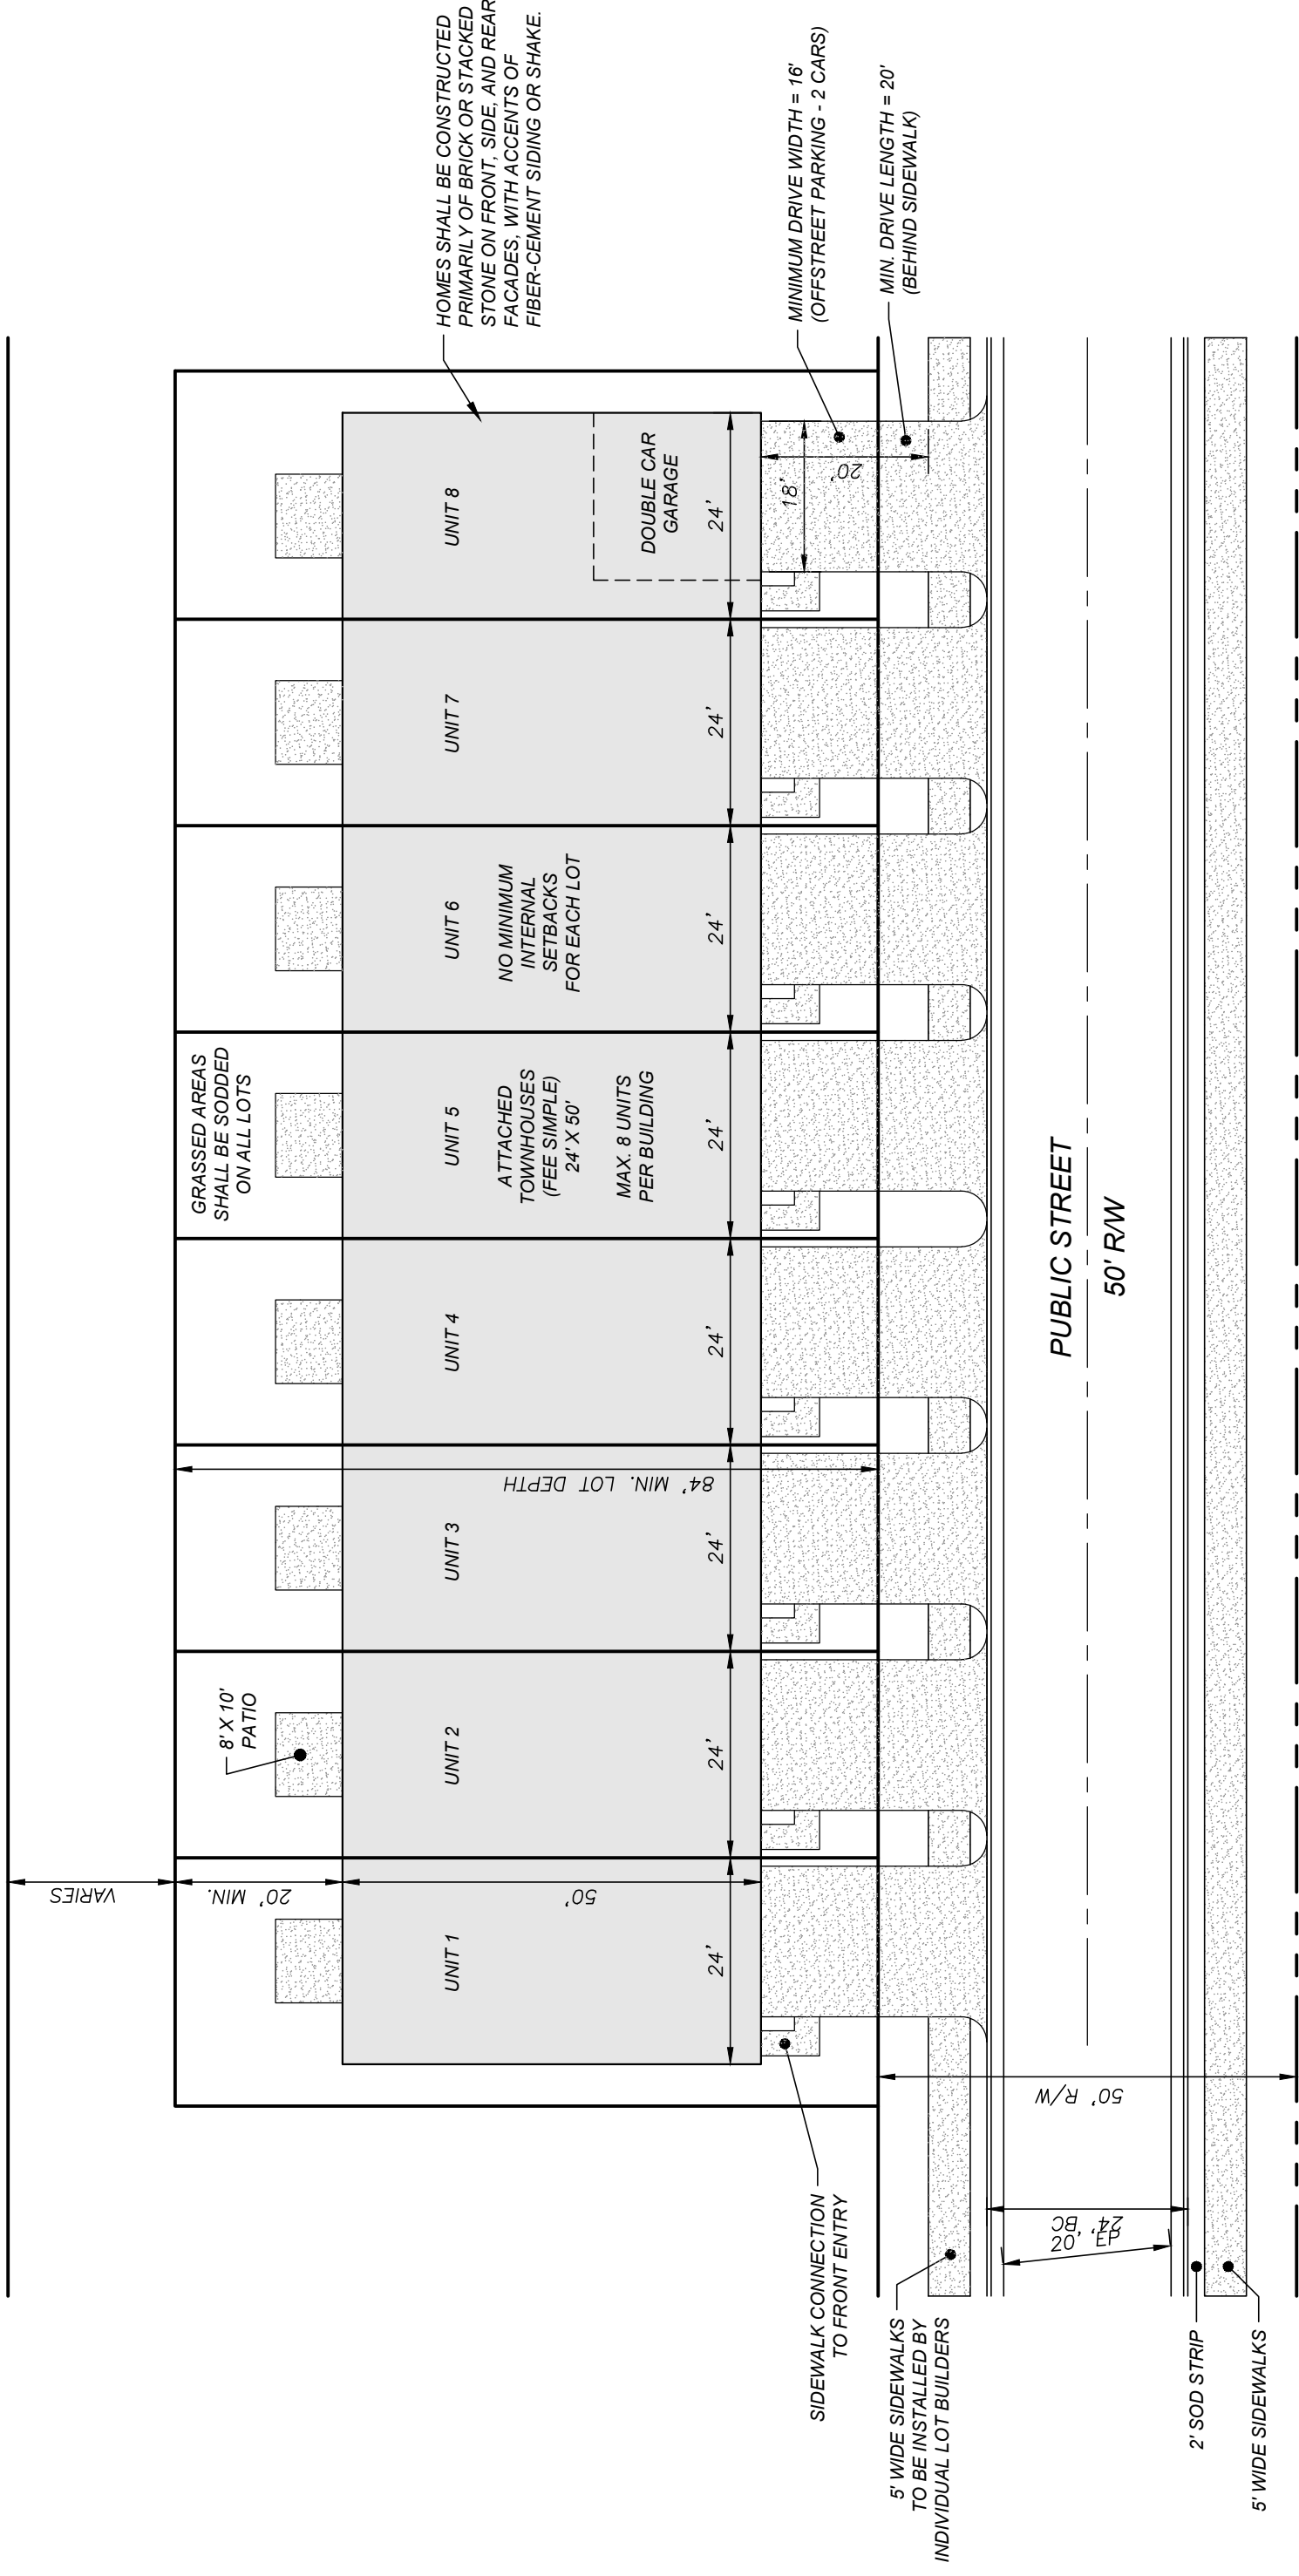 VARIES
20' MIN.
50'
84' MIN. LOT DEPTH
8' X 10'
PATIO
GRASSED AREAS
SHALL BE SODDED
ON ALL LOTS
HOMES SHALL BE CONSTRUCTED
PRIMARILY OF BRICK OR STACKED
STONE ON FRONT, SIDE, AND REAR
FACADES, WITH ACCENTS OF
FIBER-CEMENT SIDING OR SHAKE.
UNIT 1
UNIT 2
UNIT 3
UNIT 4
UNIT 5
UNIT 6
UNIT 7
UNIT 8
ATTACHED
TOWNHOUSES
(FEE SIMPLE)
24' X 50'
MAX. 8 UNITS
PER BUILDING
NO MINIMUM
INTERNAL
SETBACKS
FOR EACH LOT
DOUBLE CAR
GARAGE
24'
24'
24'
24'
24'
24'
24'
24'
18'
20'
MINIMUM DRIVE WIDTH = 16'
(OFFSTREET PARKING - 2 CARS)
MIN. DRIVE LENGTH = 20'
(BEHIND SIDEWALK)
SIDEWALK CONNECTION
TO FRONT ENTRY
5' WIDE SIDEWALKS
TO BE INSTALLED BY
INDIVIDUAL LOT BUILDERS
50' R/W
24' BC
20' EP
PUBLIC STREET
50' R/W
2' SOD STRIP
5' WIDE SIDEWALKS